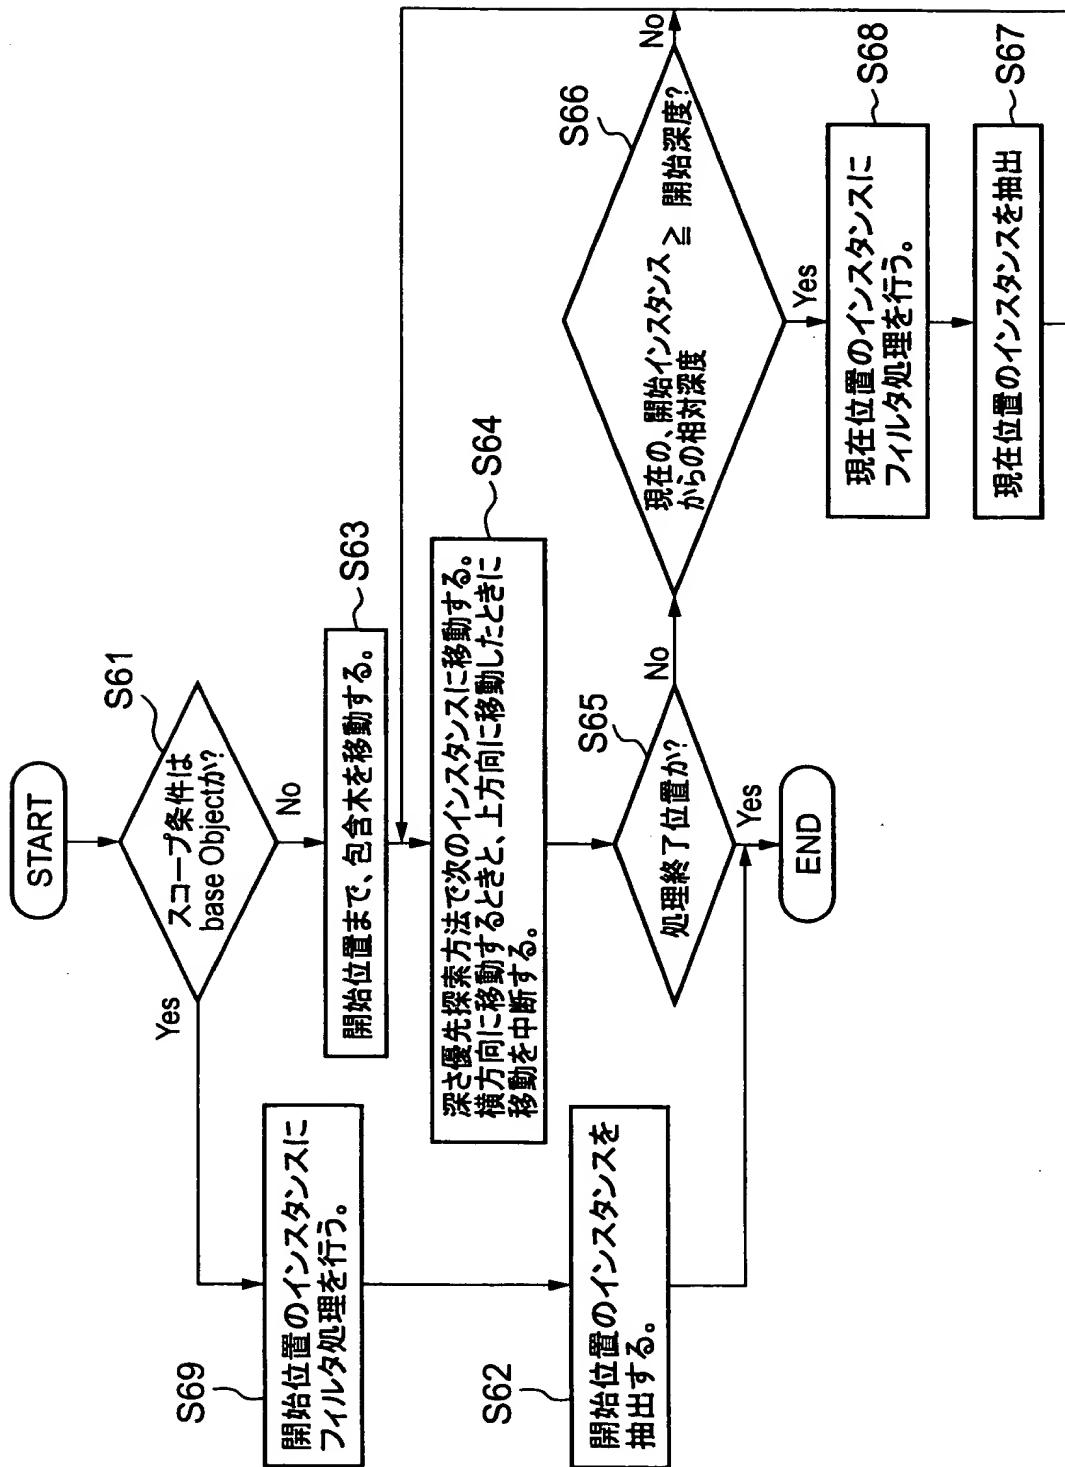 START
S61
スコープ条件は
base Objectか?
Yes
No
S69
開始位置のインスタンスに
フィルタ処理を行う。
S62
開始位置のインスタンスを
抽出する。
S63
開始位置まで、包含木を移動する。
S64
深さ優先探索方法で次のインスタンスに移動する。
横方向に移動するときと、上方向に移動したときに
移動を中断する。
S65
処理終了位置か?
No
Yes
END
S66
現在の、開始インスタンス
からの相対深度
≧ 開始深度?
No
Yes
S68
現在位置のインスタンスに
フィルタ処理を行う。
S67
現在位置のインスタンスを抽出